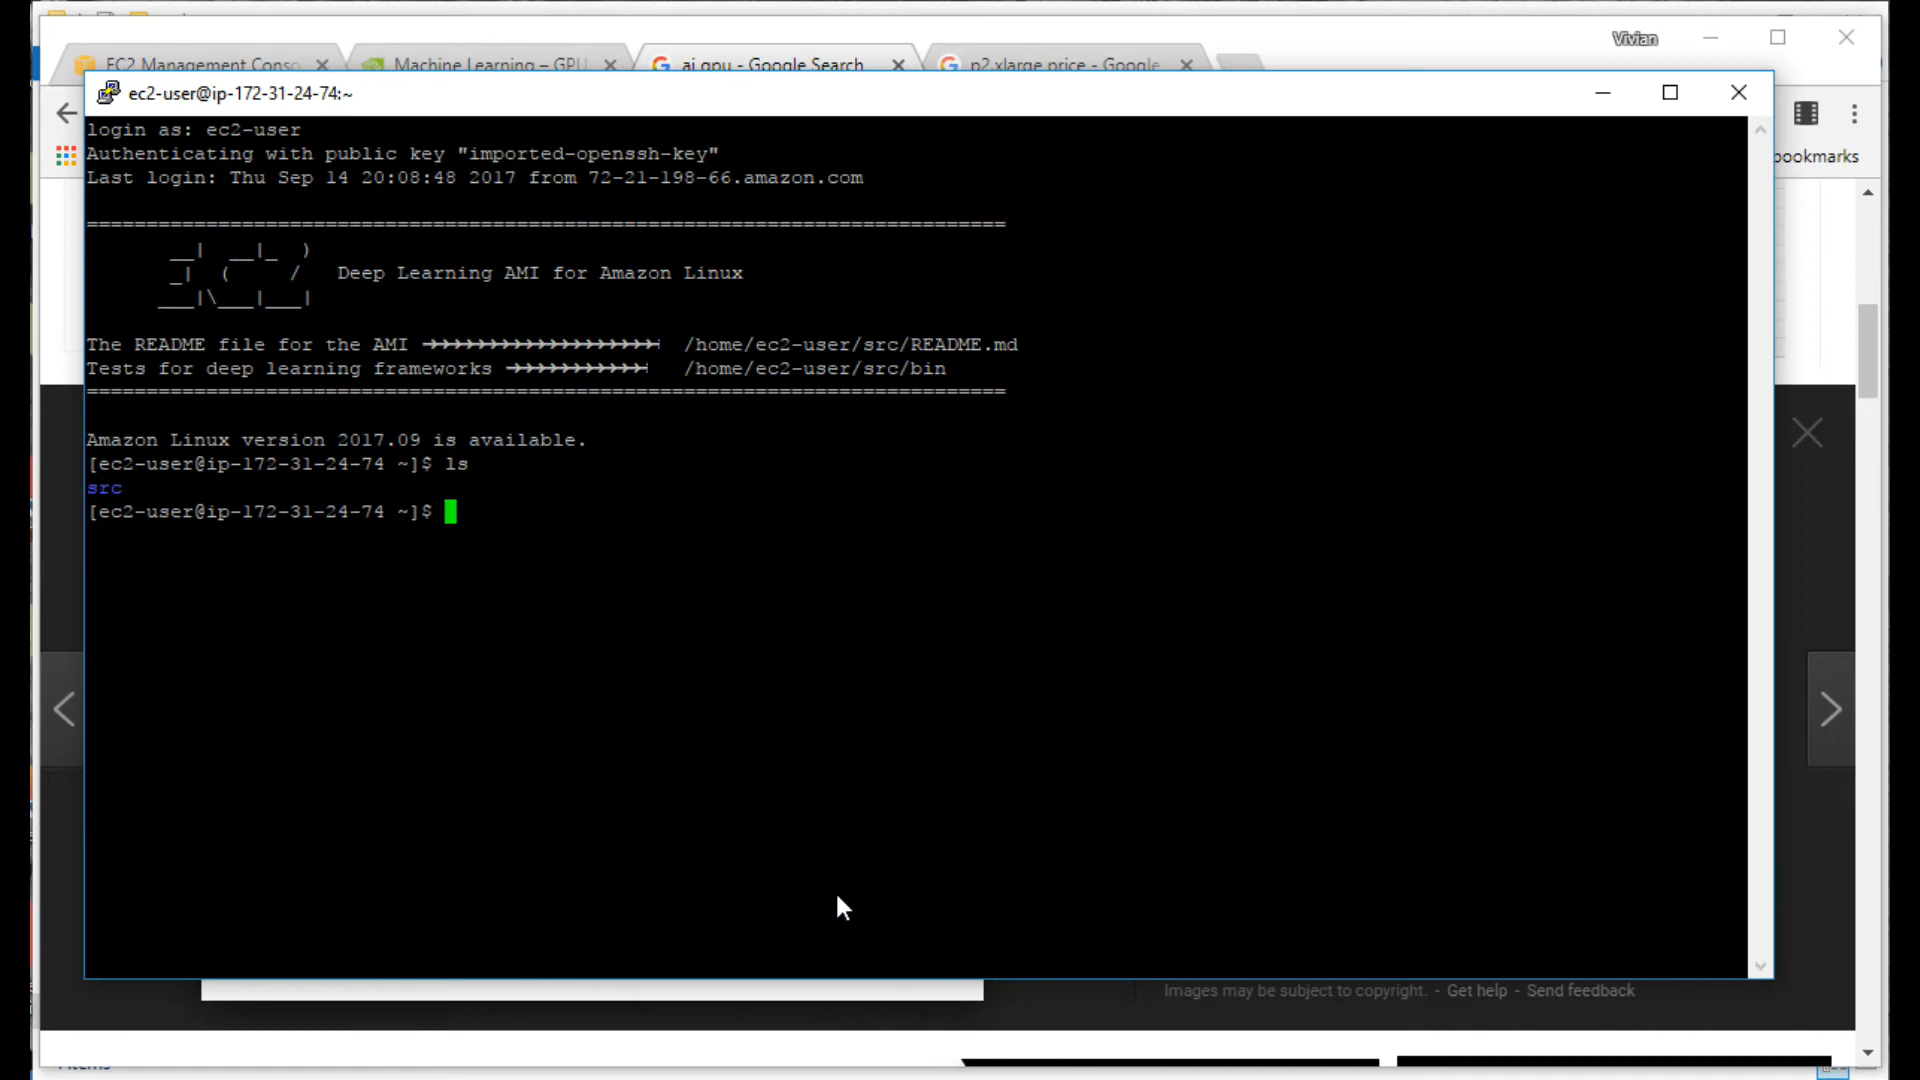 Vivian
EC2 Management Conso
Machine Learning – GPU
ai gpu - Google Search
p2.xlarge price - Google
ec2-user@ip-172-31-24-74:~
bookmarks
login as: ec2-user
Authenticating with public key "imported-openssh-key"
Last login: Thu Sep 14 20:08:48 2017 from 72-21-198-66.amazon.com
=============================================================================
__| __|_ )
_| ( / Deep Learning AMI for Amazon Linux
___|\___|___|
The README file for the AMI →→→→→→→→→→→→→→→→→→→→ /home/ec2-user/src/README.md
Tests for deep learning frameworks →→→→→→→→→→→→ /home/ec2-user/src/bin
=============================================================================
Amazon Linux version 2017.09 is available.
[ec2-user@ip-172-31-24-74 ~]$ ls
src
[ec2-user@ip-172-31-24-74 ~]$
Images may be subject to copyright. - Get help - Send feedback